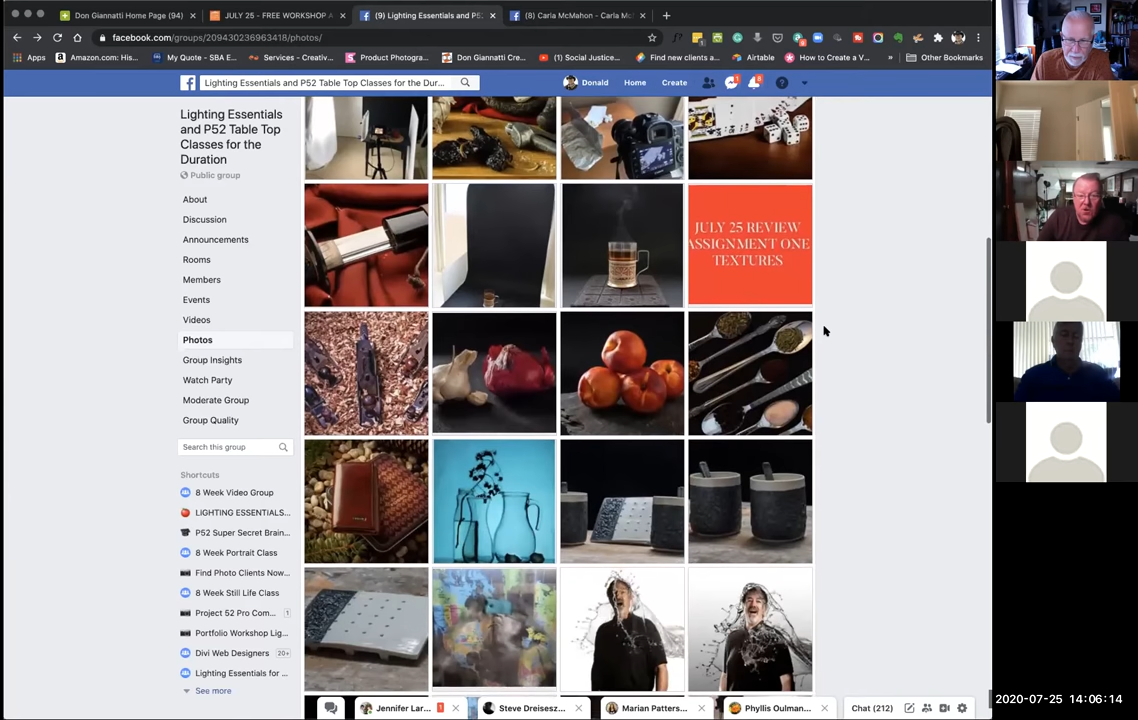 Don Giannatti Home Page (94)
JULY 25 - FREE WORKSHOP A
(9) Lighting Essentials and P5
(8) Carla McMahon - Carla Mc
facebook.com/groups/209430236963418/photos/
Apps
Amazon.com: His...
My Quote - SBA E...
Services - Creativ...
Product Photogra...
Don Giannatti Cre...
(1) Social Justice...
Find new clients a...
Airtable
How to Create a V...
»
Other Bookmarks
Lighting Essentials and P52 Table Top Classes for the Dur...
Donald
Home
Create
1
8
Lighting Essentials
and P52 Table Top
Classes for the
Duration
Public group
About
Discussion
Announcements
Rooms
Members
Events
Videos
Photos
Group Insights
Watch Party
Moderate Group
Group Quality
Search this group
Shortcuts
8 Week Video Group
LIGHTING ESSENTIALS...
P52 Super Secret Brain...
8 Week Portrait Class
Find Photo Clients Now...
8 Week Still Life Class
Project 52 Pro Com...
1
Portfolio Workshop Lig...
Divi Web Designers
20+
Lighting Essentials for ...
See more
JULY 25 REVIEW
ASSIGNMENT ONE
TEXTURES
Jennifer Lar...
1
Steve Dreisesz...
Marian Patters...
Phyllis Oulman...
Chat (212)
2020-07-25 14:06:14